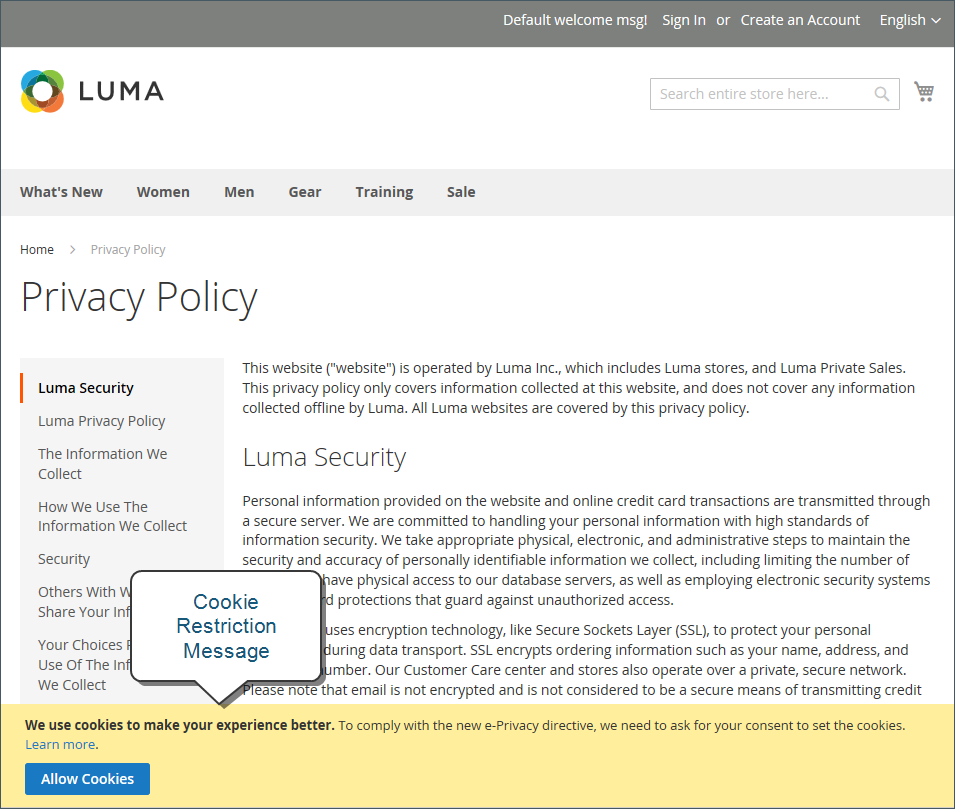 Default welcome msg! Sign In or Create an Account English
LUMA
Search entire store here...
What's New Women Men Gear Training Sale
Home > Privacy Policy
Privacy Policy
Luma Security
Luma Privacy Policy
The Information We
Collect
How We Use The
Information We Collect
Security
Others With
Share Your
Your Choices
Use Of The
We Collect
This website ("website") is operated by Luma Inc., which includes Luma stores, and Luma Private Sales.
This privacy policy only covers information collected at this website, and does not cover any information
collected offline by Luma. All Luma websites are covered by this privacy policy.
Luma Security
Personal information provided on the website and online credit card transactions are transmitted through
a secure server. We are committed to handling your personal information with high standards of
information security. We take appropriate physical, electronic, and administrative steps to maintain the
security and accuracy of personally identifiable information we collect, including limiting the number of
have physical access to our database servers, as well as employing electronic security systems
protections that guard against unauthorized access.
uses encryption technology, like Secure Sockets Layer (SSL), to protect your personal
during data transport. SSL encrypts ordering information such as your name, address, and
number. Our Customer Care center and stores also operate over a private, secure network.
Please note that email is not encrypted and is not considered to be a secure means of transmitting credit
Cookie
Restriction
Message
We use cookies to make your experience better. To comply with the new e-Privacy directive, we need to ask for your consent to set the cookies.
Learn more.
Allow Cookies